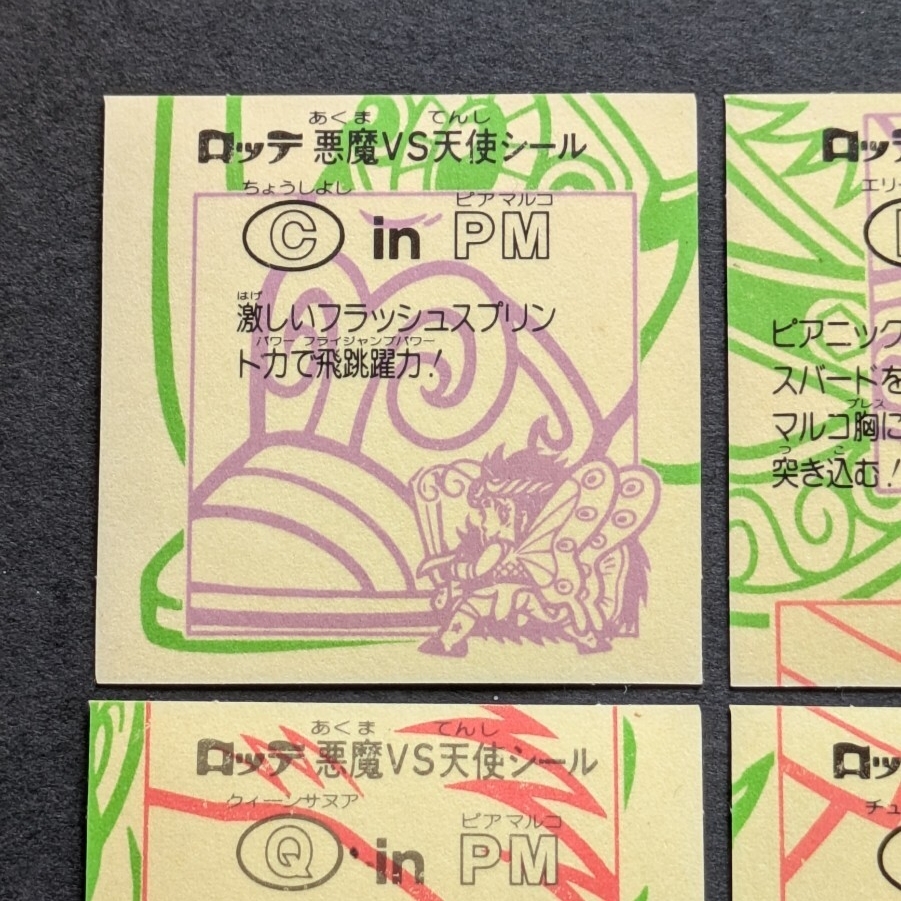 あくま てんし
ロッテ 悪魔VS天使シール
ちょうしよし ピアマルコ
C in PM
はげ
激しいフラッシュスプリン
パワー フライジャンプパワー
ト力で飛跳躍力!
エリー
ロッテ
ピアニック
スバードを
プレス
マルコ胸に
つ こ
突き込む!
あくま てんし
ロッテ 悪魔VS天使シール
クィーンサヌア ピアマルコ
Q・in PM
ロッ
チュ